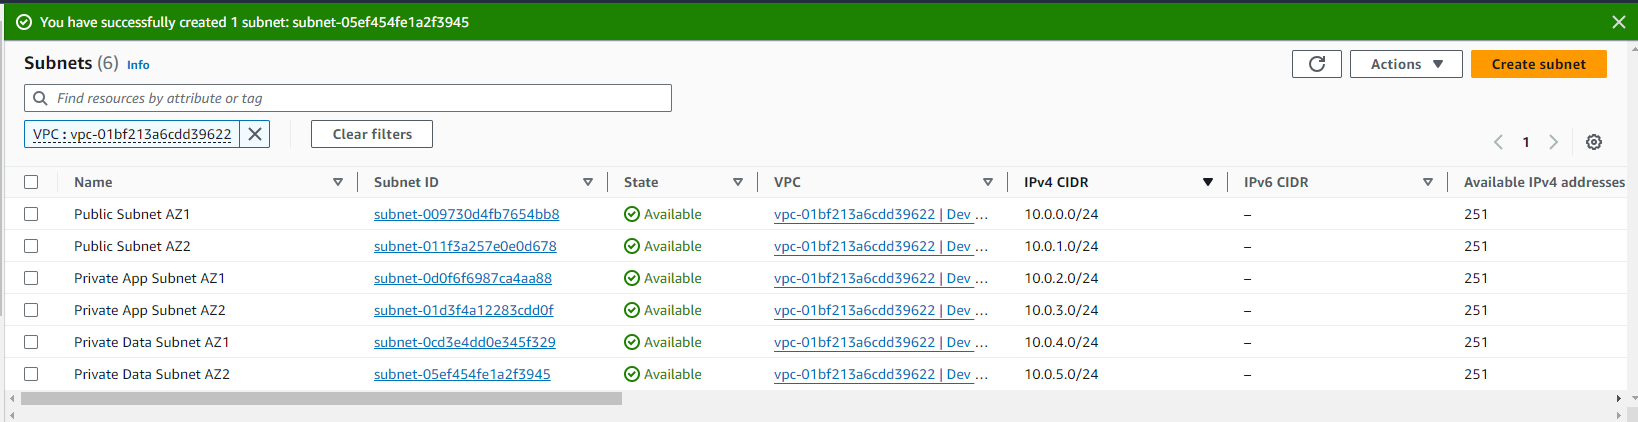 You have successfully created 1 subnet: subnet-05ef454fe1a2f3945
Subnets (6) Info
Actions
Create subnet
Find resources by attribute or tag
VPC : vpc-01bf213a6cdd39622
Clear filters
1
Name Subnet ID State VPC IPv4 CIDR IPv6 CIDR Available IPv4 addresses
Public Subnet AZ1 subnet-009730d4fb7654bb8 Available vpc-01bf213a6cdd39622 | Dev ... 10.0.0.0/24 – 251
Public Subnet AZ2 subnet-011f3a257e0e0d678 Available vpc-01bf213a6cdd39622 | Dev ... 10.0.1.0/24 – 251
Private App Subnet AZ1 subnet-0d0f6f6987ca4aa88 Available vpc-01bf213a6cdd39622 | Dev ... 10.0.2.0/24 – 251
Private App Subnet AZ2 subnet-01d3f4a12283cdd0f Available vpc-01bf213a6cdd39622 | Dev ... 10.0.3.0/24 – 251
Private Data Subnet AZ1 subnet-0cd3e4dd0e345f329 Available vpc-01bf213a6cdd39622 | Dev ... 10.0.4.0/24 – 251
Private Data Subnet AZ2 subnet-05ef454fe1a2f3945 Available vpc-01bf213a6cdd39622 | Dev ... 10.0.5.0/24 – 251